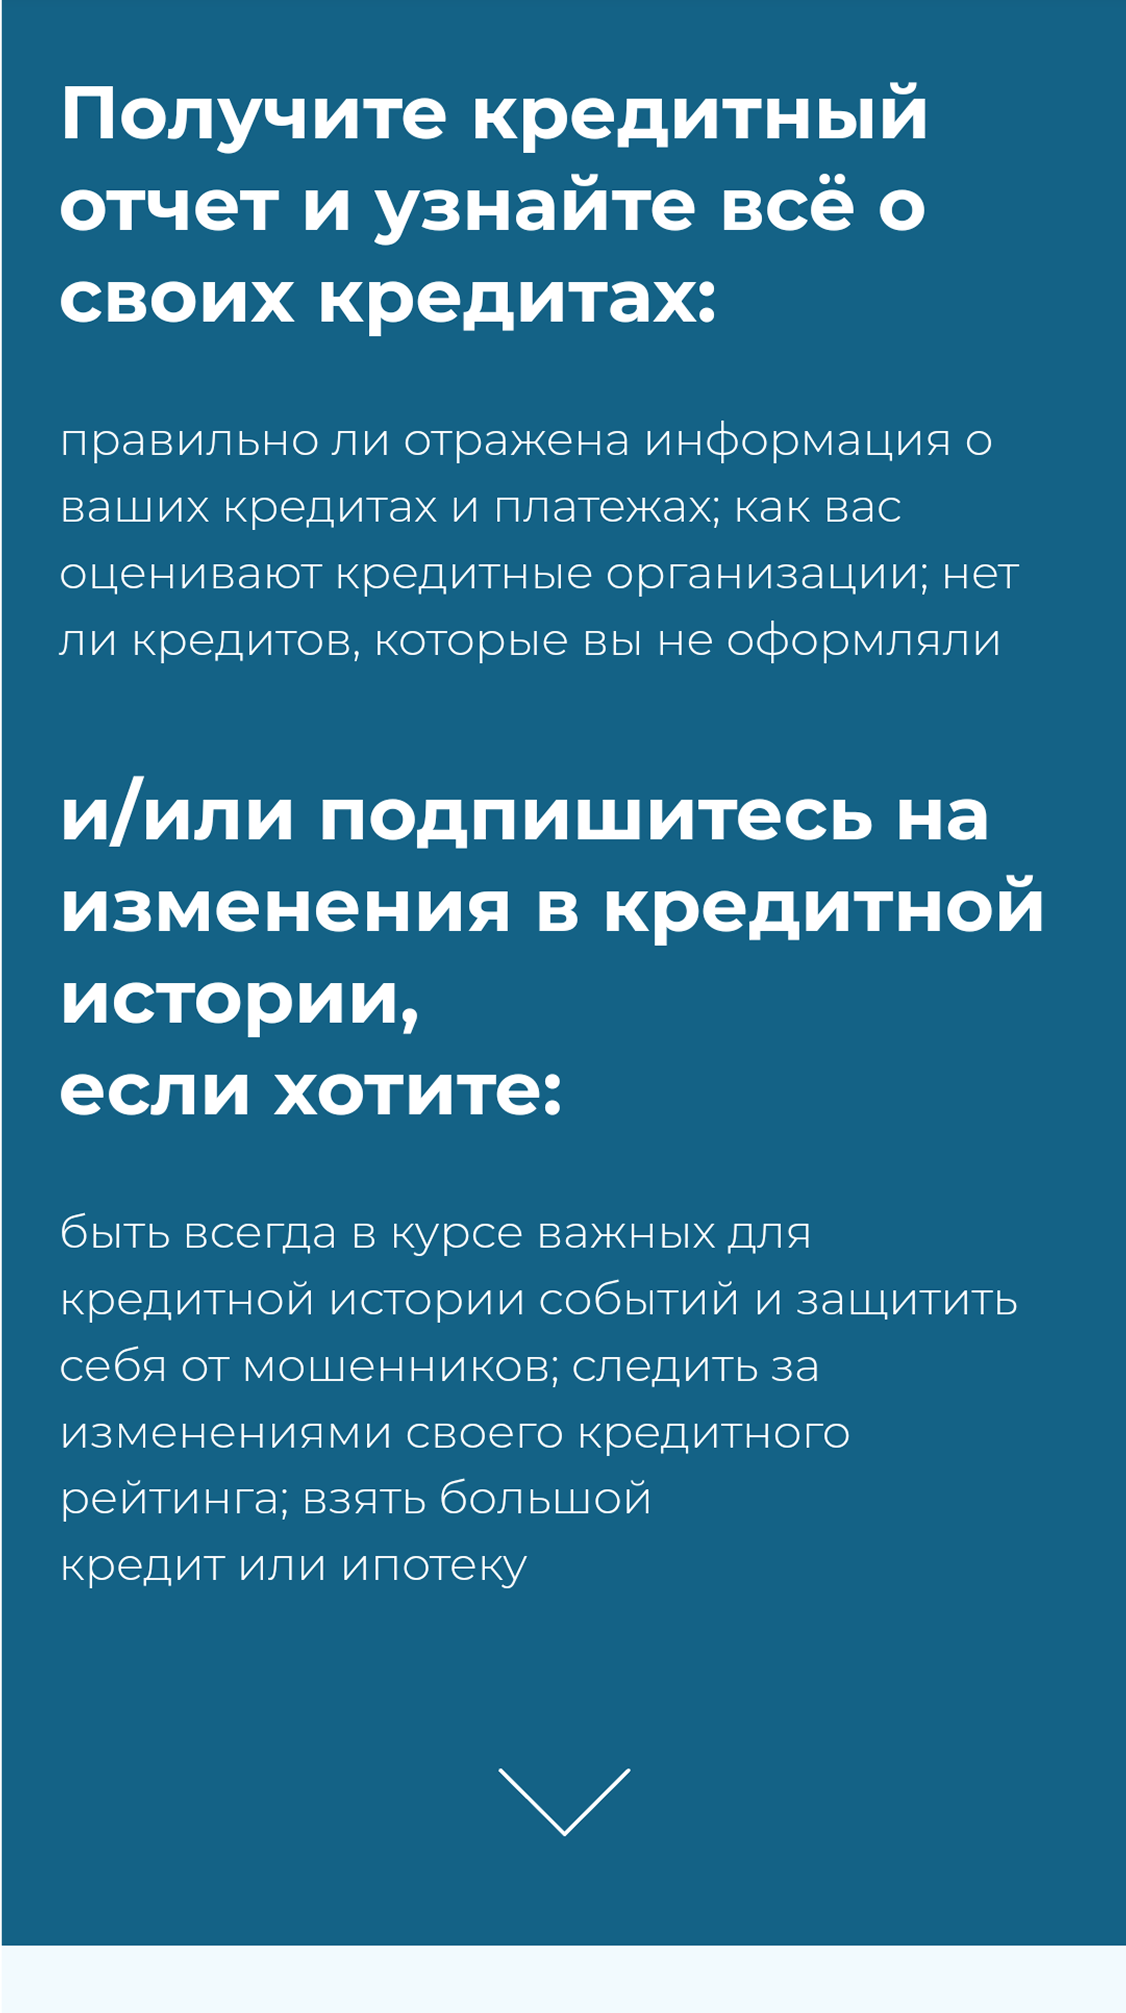 Получите кредитный
отчет и узнайте всё о
своих кредитах:
правильно ли отражена информация о
ваших кредитах и платежах; как вас
оценивают кредитные организации; нет
ли кредитов, которые вы не оформляли
и/или подпишитесь на
изменения в кредитной
истории,
если хотите:
быть всегда в курсе важных для
кредитной истории событий и защитить
себя от мошенников; следить за
изменениями своего кредитного
рейтинга; взять большой
кредит или ипотеку